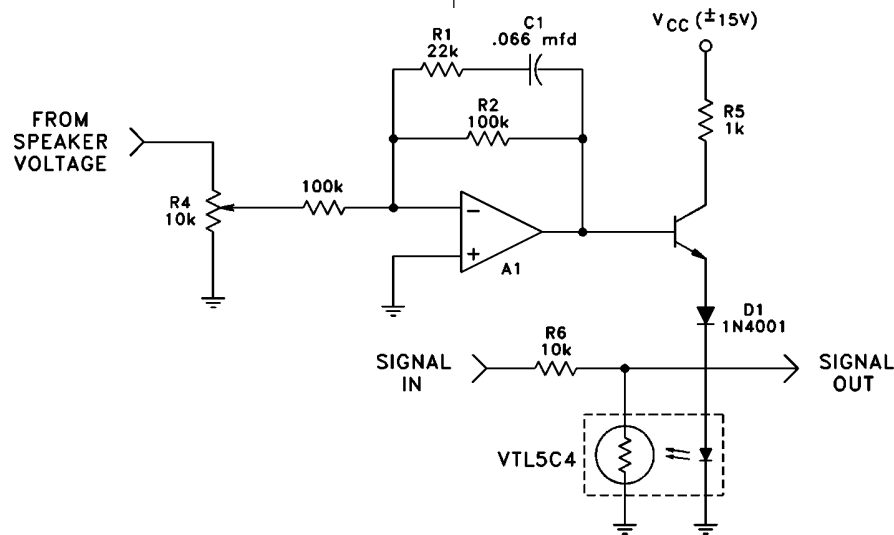 C1
.066 mfd
R1
22k
V CC (±15V)
R2
100k
R5
1k
FROM
SPEAKER
VOLTAGE
100k
R4
10k
−
+
A1
D1
1N4001
R6
10k
SIGNAL
IN
SIGNAL
OUT
VTL5C4